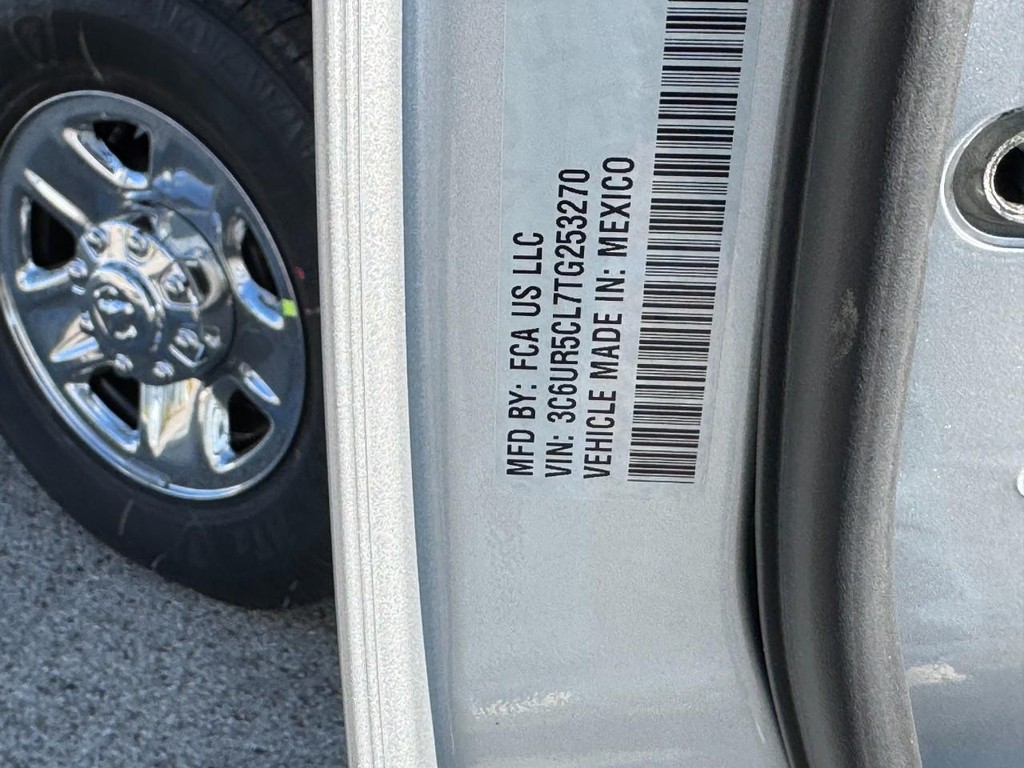 MFD BY: FCA US LLC
VIN: 3C6UR5CL7TG253270
VEHICLE MADE IN: MEXICO